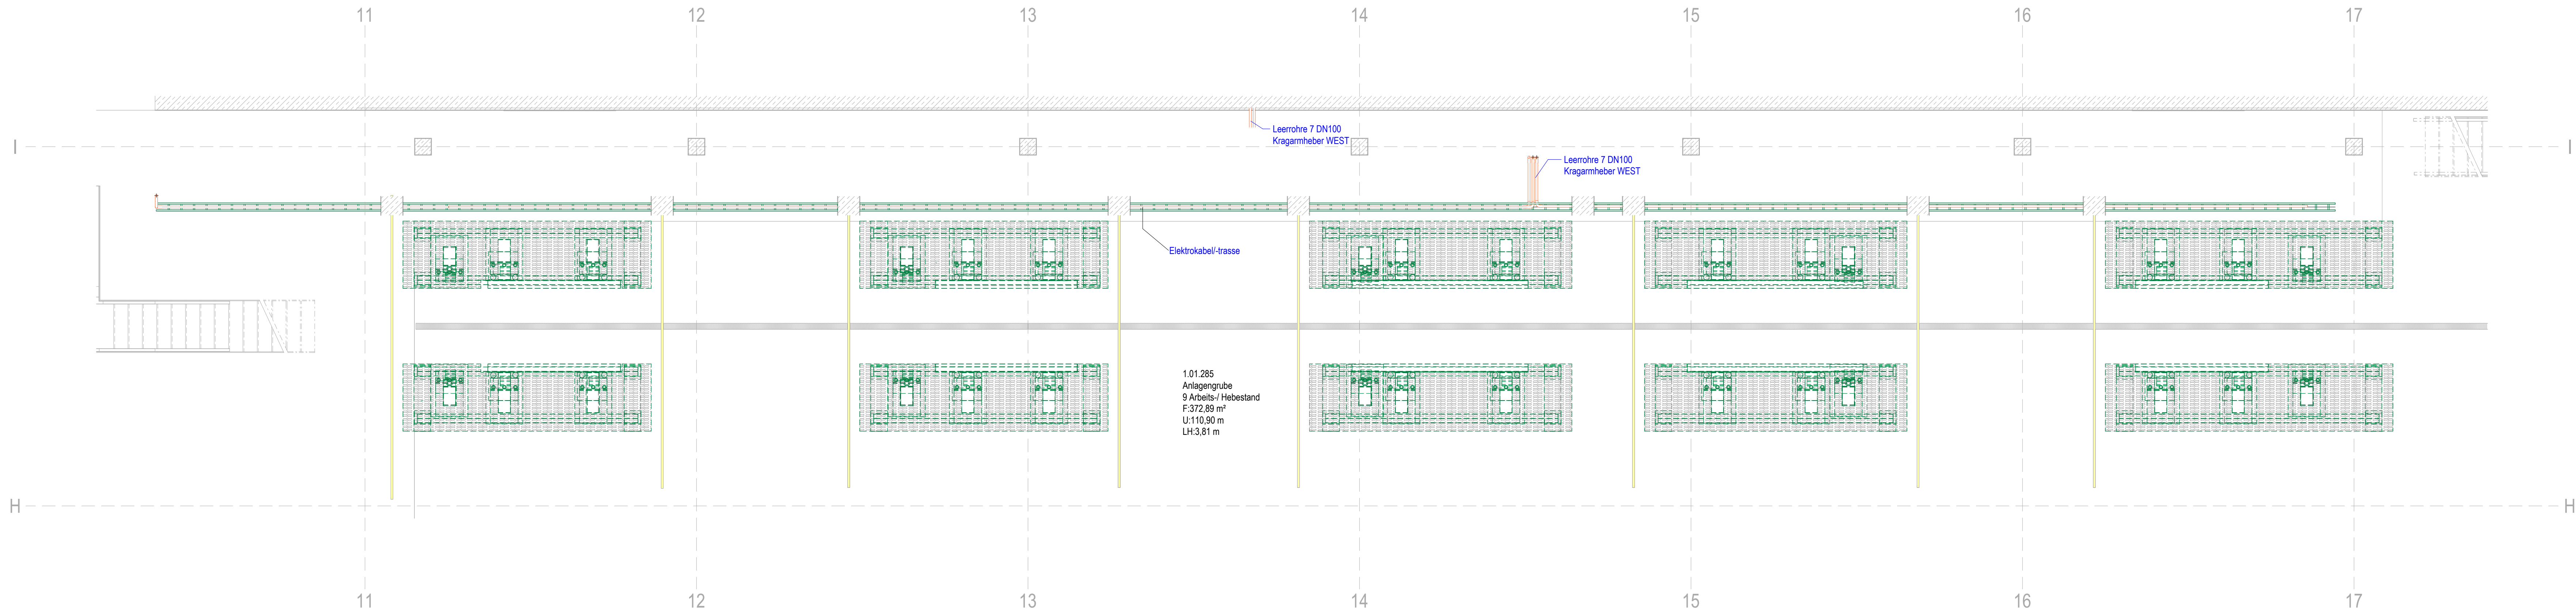 11 12 13 14 15 16 17
Leerrohre 7 DN100
Kragarmheber WEST
I I
Leerrohre 7 DN100
Kragarmheber WEST
Elektrokabel/-trasse
1.01.285
Anlagengrube
9 Arbeits-/ Hebestand
F:372,89 m²
U:110,90 m
LH:3,81 m
H H
11 12 13 14 15 16 17